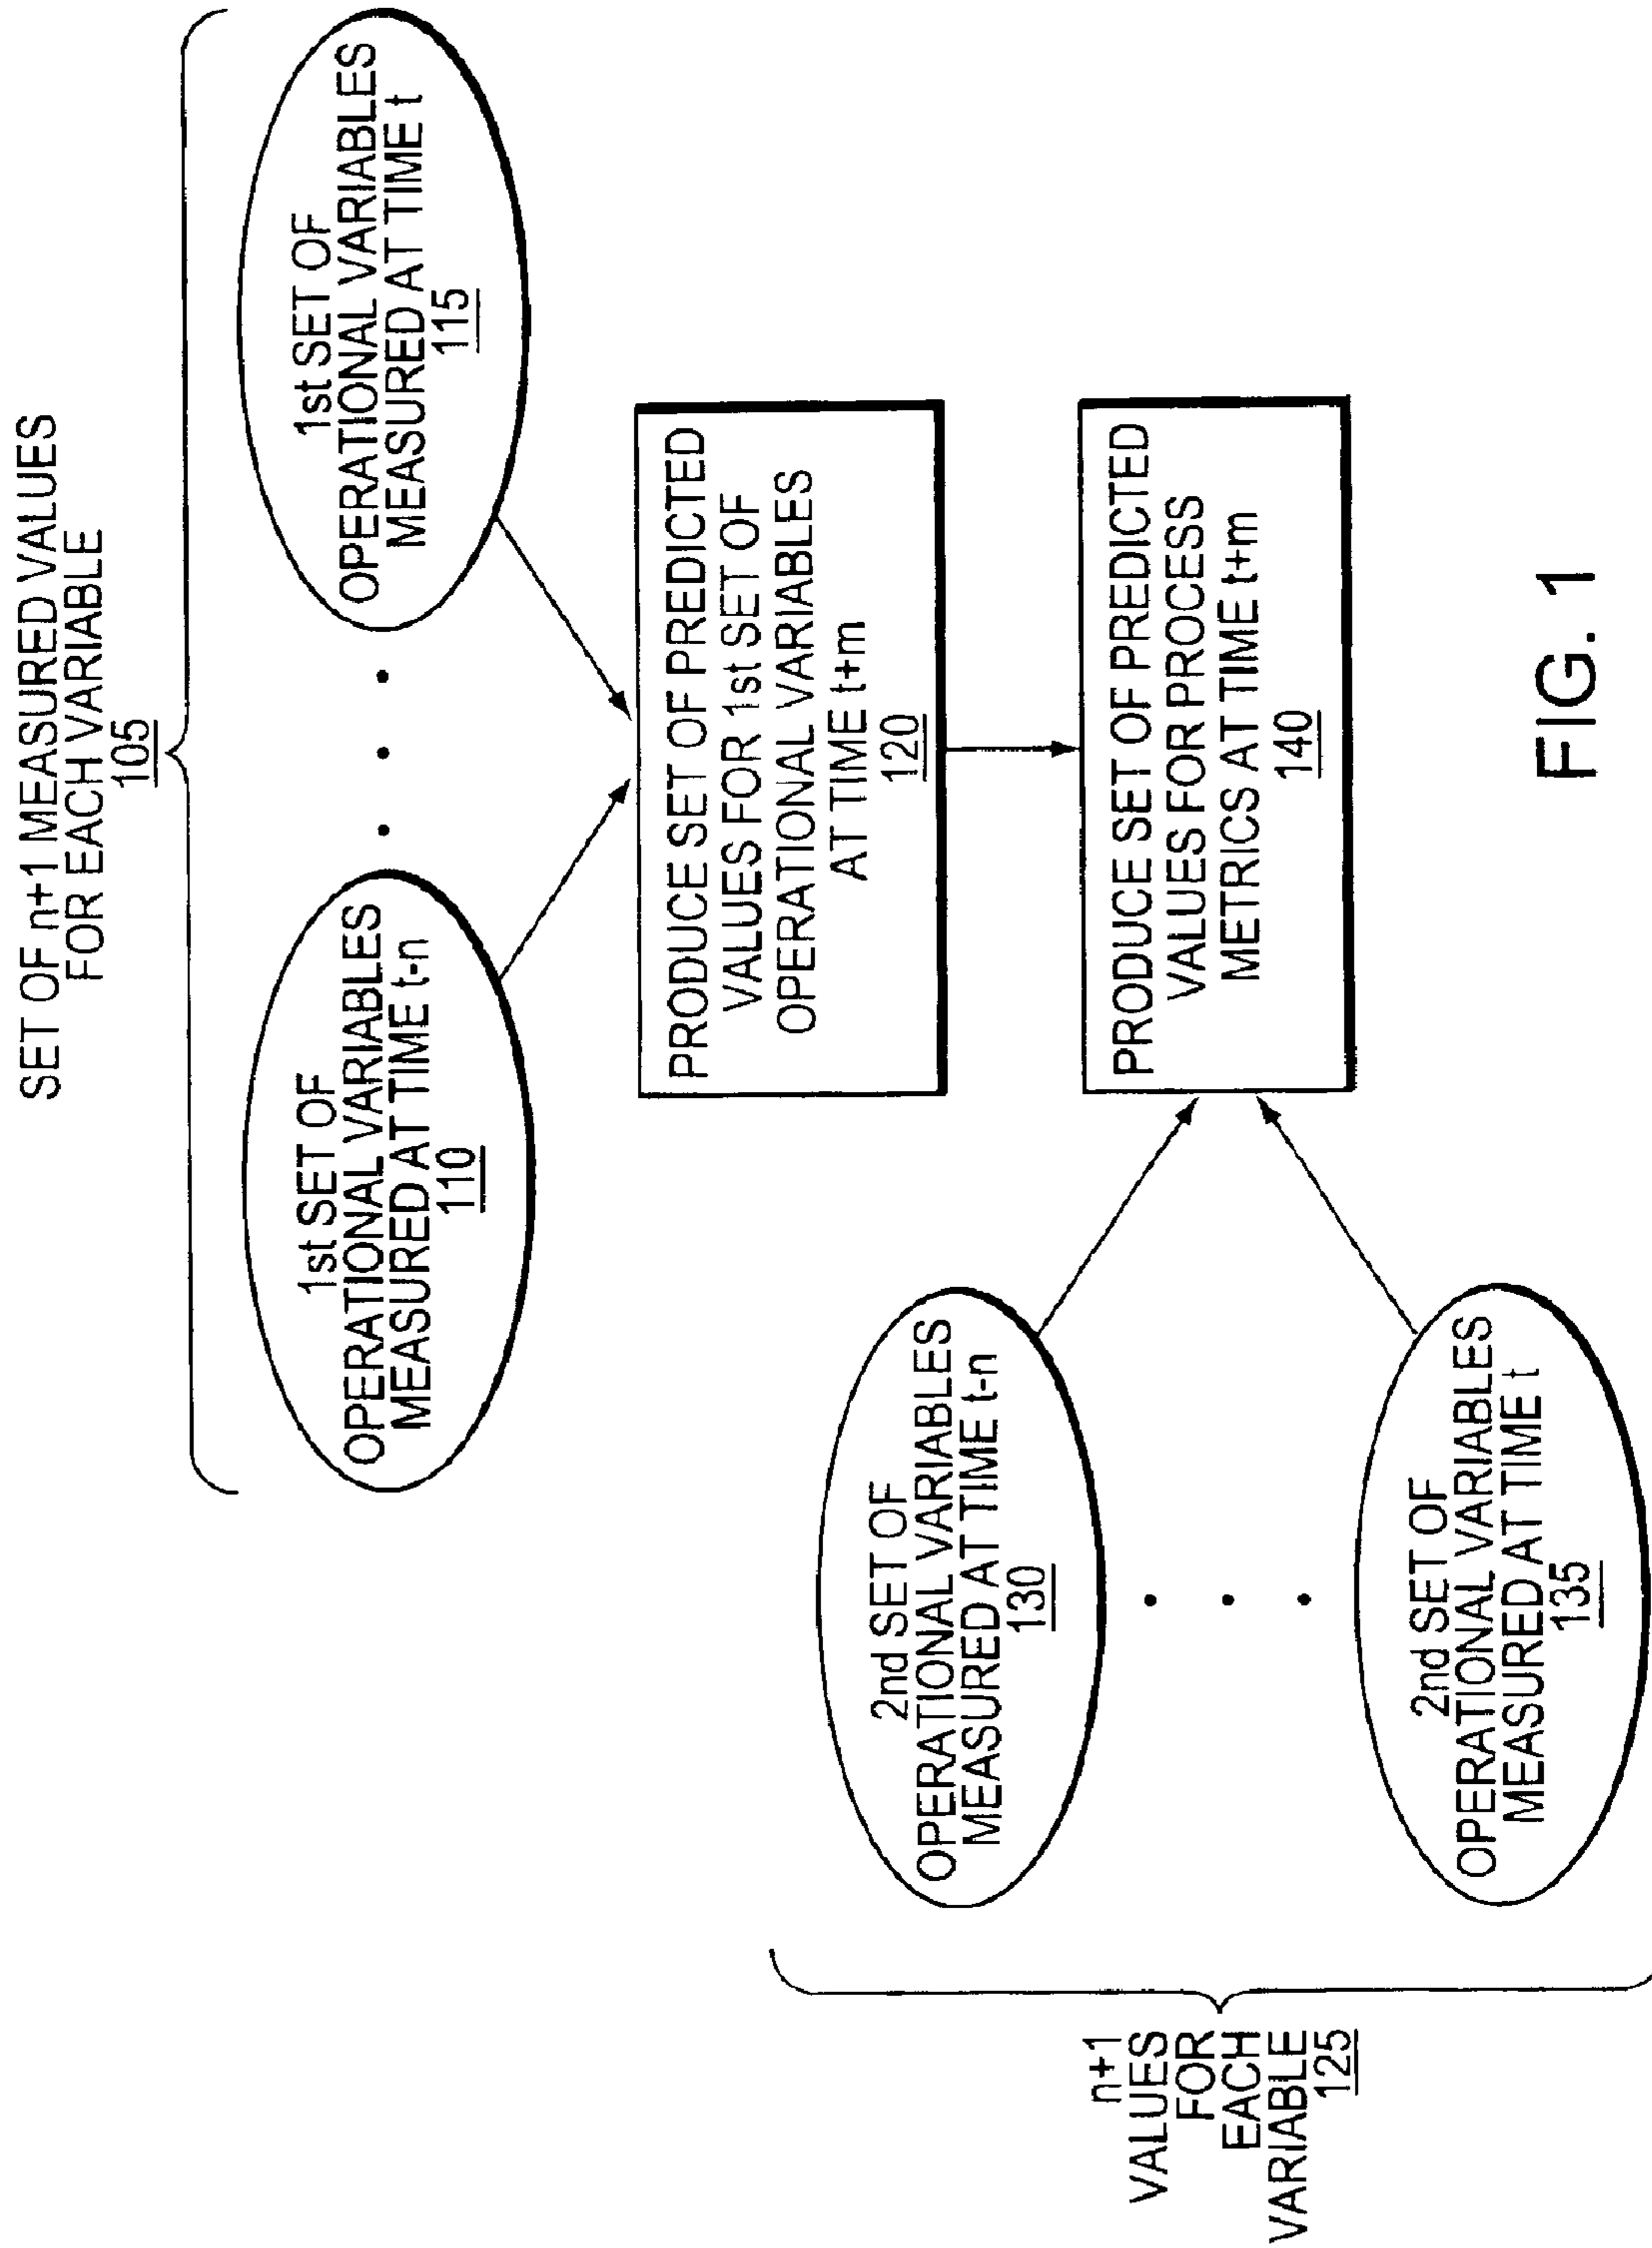 SET OF n+1 MEASURED VALUES
FOR EACH VARIABLE
105
1st SET OF
OPERATIONAL VARIABLES
MEASURED AT TIME t-n
110
1st SET OF
OPERATIONAL VARIABLES
MEASURED AT TIME t
115
PRODUCE SET OF PREDICTED
VALUES FOR 1st SET OF
OPERATIONAL VARIABLES
AT TIME t+m
120
n+1
VALUES
FOR
EACH
VARIABLE
125
2nd SET OF
OPERATIONAL VARIABLES
MEASURED AT TIME t-n
130
2nd SET OF
OPERATIONAL VARIABLES
MEASURED AT TIME t
135
PRODUCE SET OF PREDICTED
VALUES FOR PROCESS
METRICS AT TIME t+m
140
FIG. 1